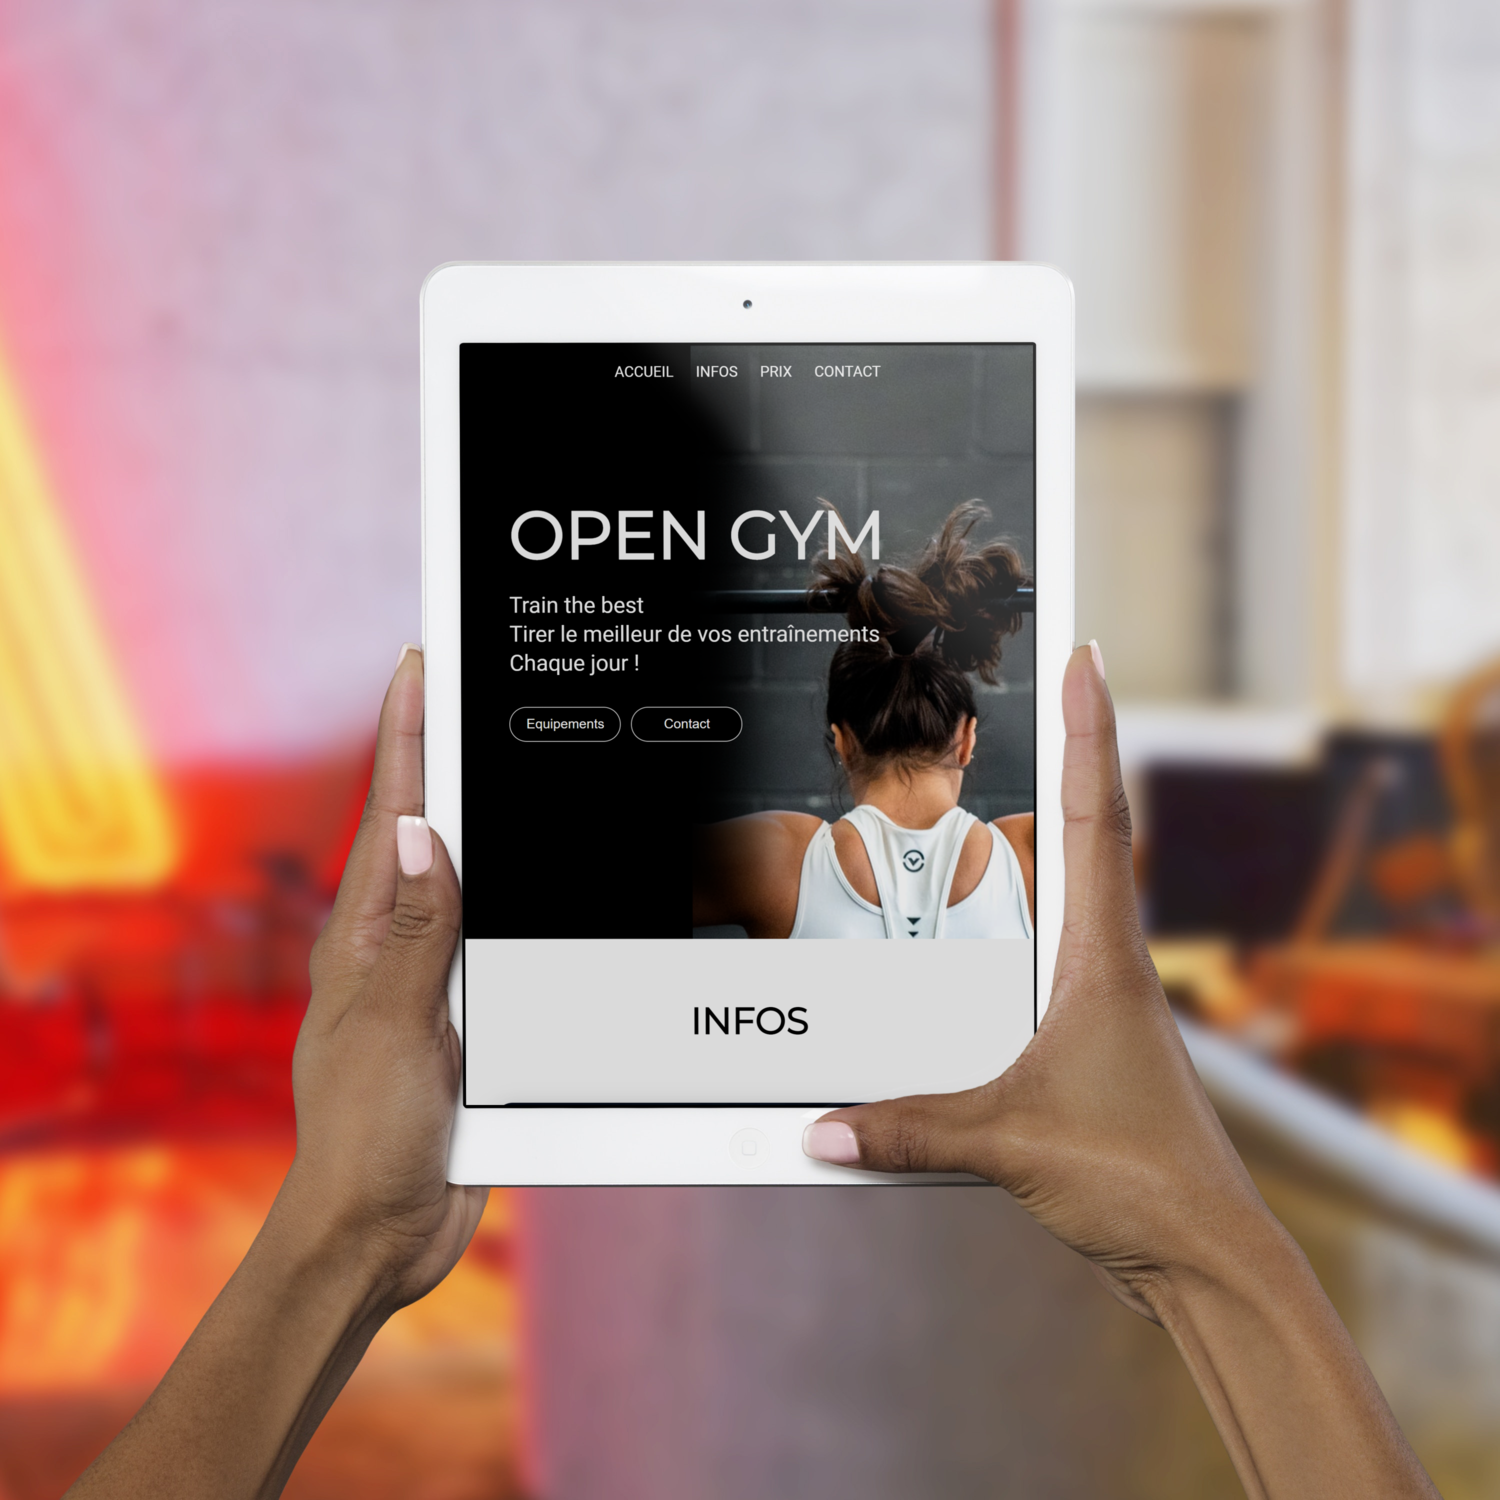 ACCUEIL INFOS PRIX CONTACT
OPEN GYM
Train the best
Tirer le meilleur de vos entraînements
Chaque jour !
Equipements Contact
INFOS